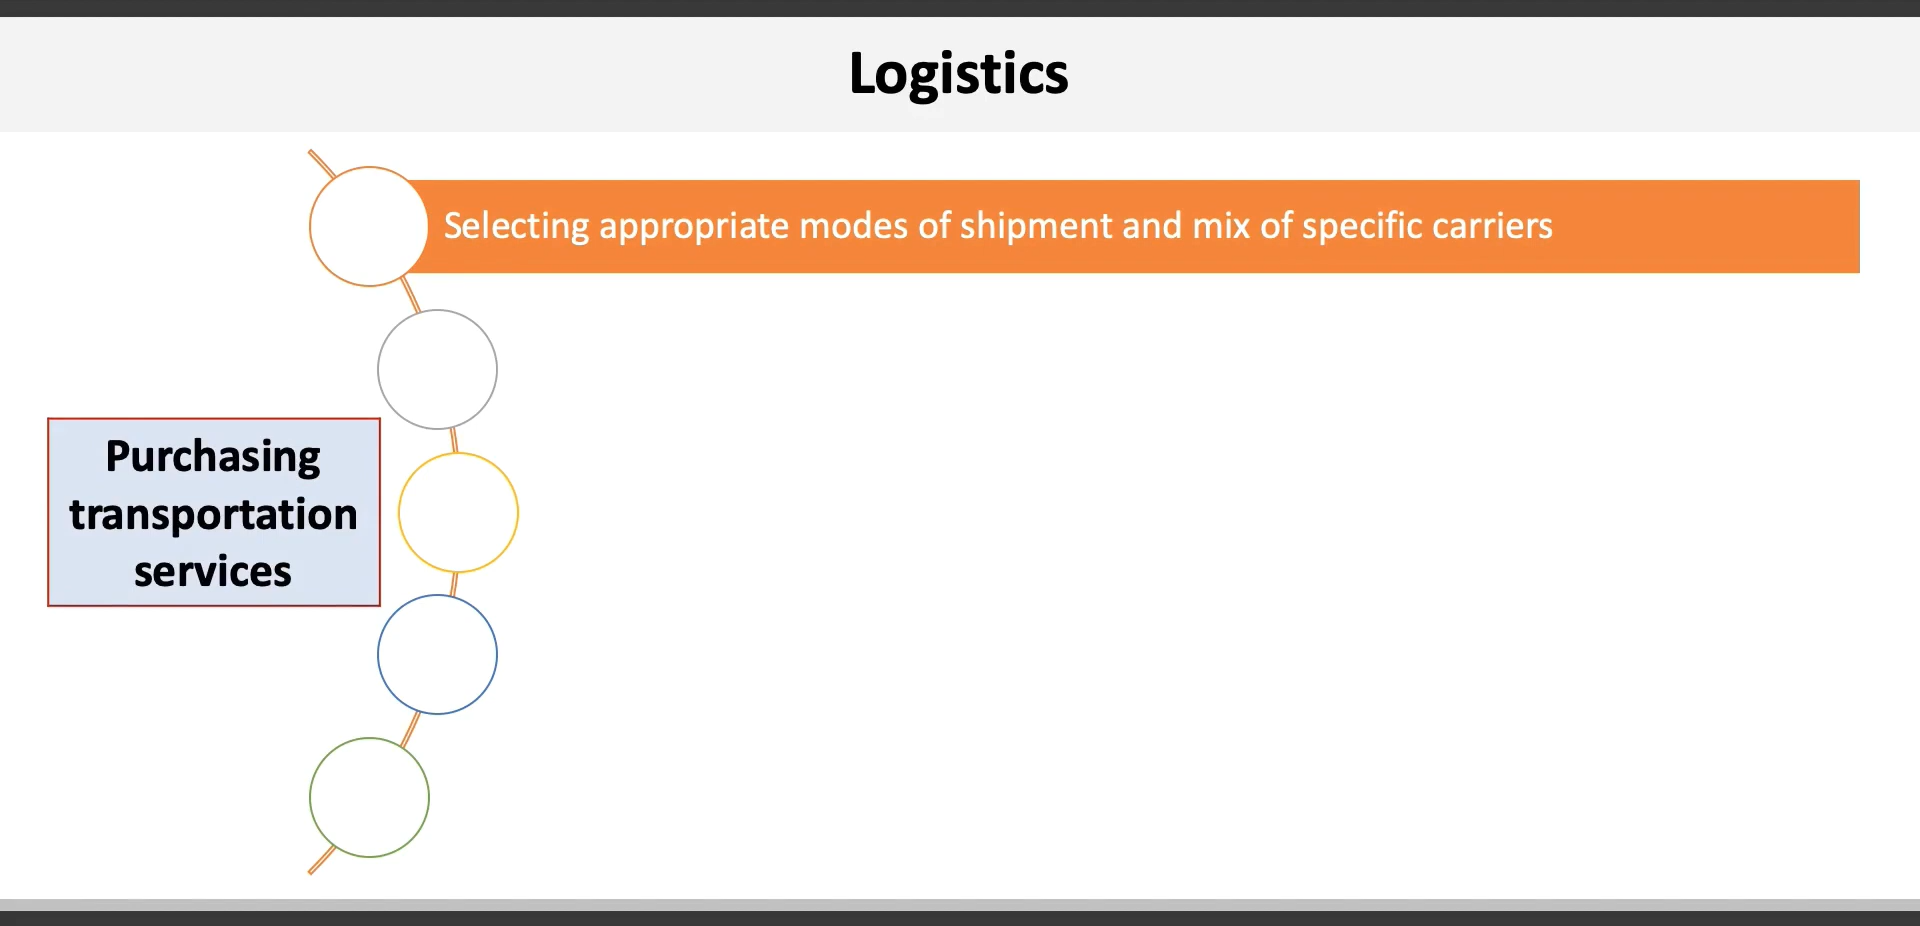 Logistics
Selecting appropriate modes of shipment and mix of specific carriers
Purchasing
transportation
services